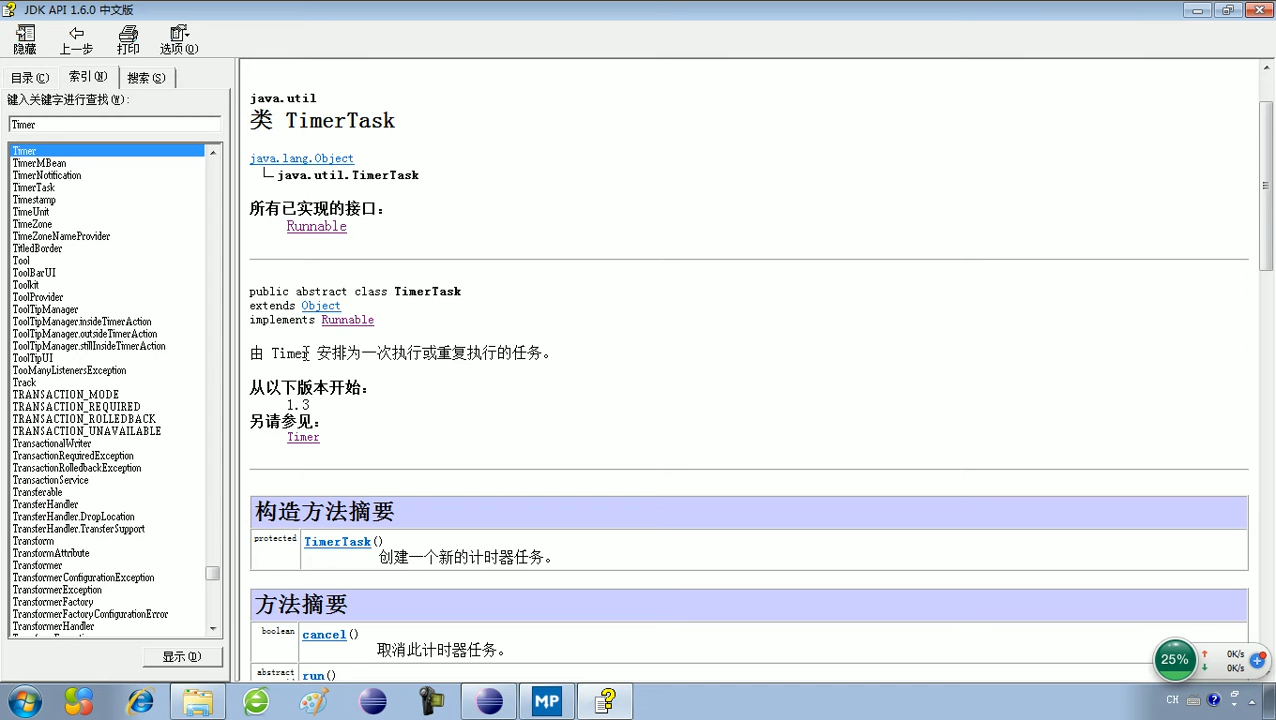 JDK API 1.6.0 中文版
隐藏
上一步
打印
选项(O)
目录(C)
索引(N)
搜索(S)
键入关键字进行查找(W):
Timer
Timer
TimerMBean
TimerNotification
TimerTask
Timestamp
TimeUnit
TimeZone
TimeZoneNameProvider
TitledBorder
Tool
ToolBarUI
Toolkit
ToolProvider
ToolTipManager
ToolTipManager.insideTimerAction
ToolTipManager.outsideTimerAction
ToolTipManager.stillInsideTimerAction
ToolTipUI
TooManyListenersException
Track
TRANSACTION_MODE
TRANSACTION_REQUIRED
TRANSACTION_ROLLEDBACK
TRANSACTION_UNAVAILABLE
TransactionalWriter
TransactionRequiredException
TransactionRolledbackException
TransactionService
Transferable
TransferHandler
TransferHandler.DropLocation
TransferHandler.TransferSupport
Transform
TransformAttribute
Transformer
TransformerConfigurationException
TransformerException
TransformerFactory
TransformerFactoryConfigurationError
TransformerHandler
显示(D)
java.util
类 TimerTask
java.lang.Object
java.util.TimerTask
所有已实现的接口:
Runnable
public abstract class TimerTask
extends Object
implements Runnable
由 Timer 安排为一次执行或重复执行的任务。
从以下版本开始:
1.3
另请参见:
Timer
构造方法摘要
protected TimerTask()
创建一个新的计时器任务。
方法摘要
boolean cancel()
取消此计时器任务。
abstract run()
25%
0K/s
0K/s
MP
CH